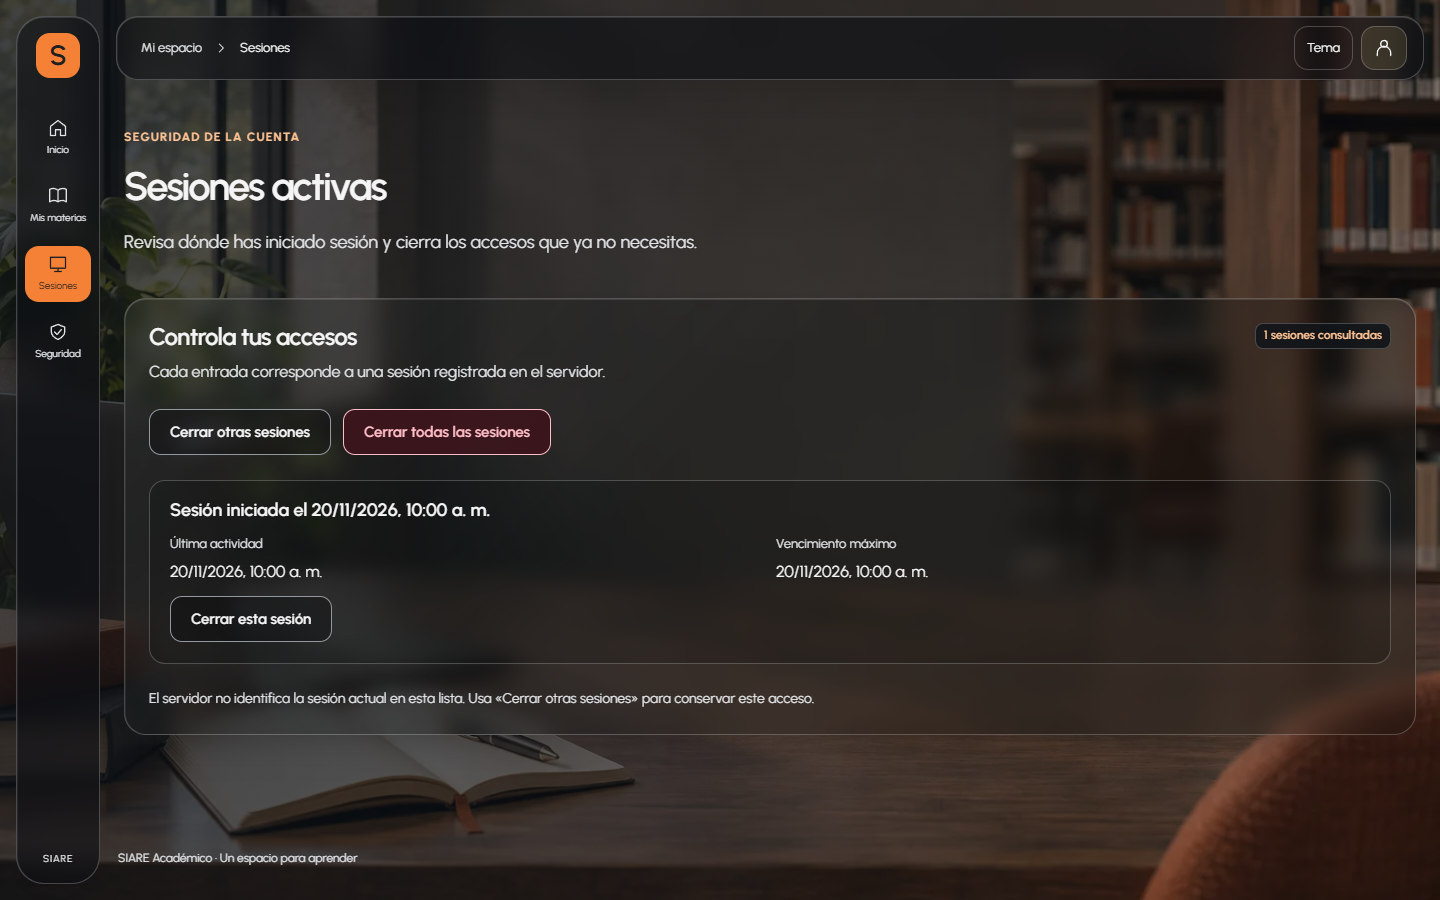 S
Mi espacio > Sesiones
Tema
Inicio
Mis materias
Sesiones
Seguridad
SIARE
SEGURIDAD DE LA CUENTA
Sesiones activas
Revisa dónde has iniciado sesión y cierra los accesos que ya no necesitas.
Controla tus accesos
1 sesiones consultadas
Cada entrada corresponde a una sesión registrada en el servidor.
Cerrar otras sesiones
Cerrar todas las sesiones
Sesión iniciada el 20/11/2026, 10:00 a. m.
Última actividad
Vencimiento máximo
20/11/2026, 10:00 a. m.
20/11/2026, 10:00 a. m.
Cerrar esta sesión
El servidor no identifica la sesión actual en esta lista. Usa «Cerrar otras sesiones» para conservar este acceso.
SIARE Académico · Un espacio para aprender